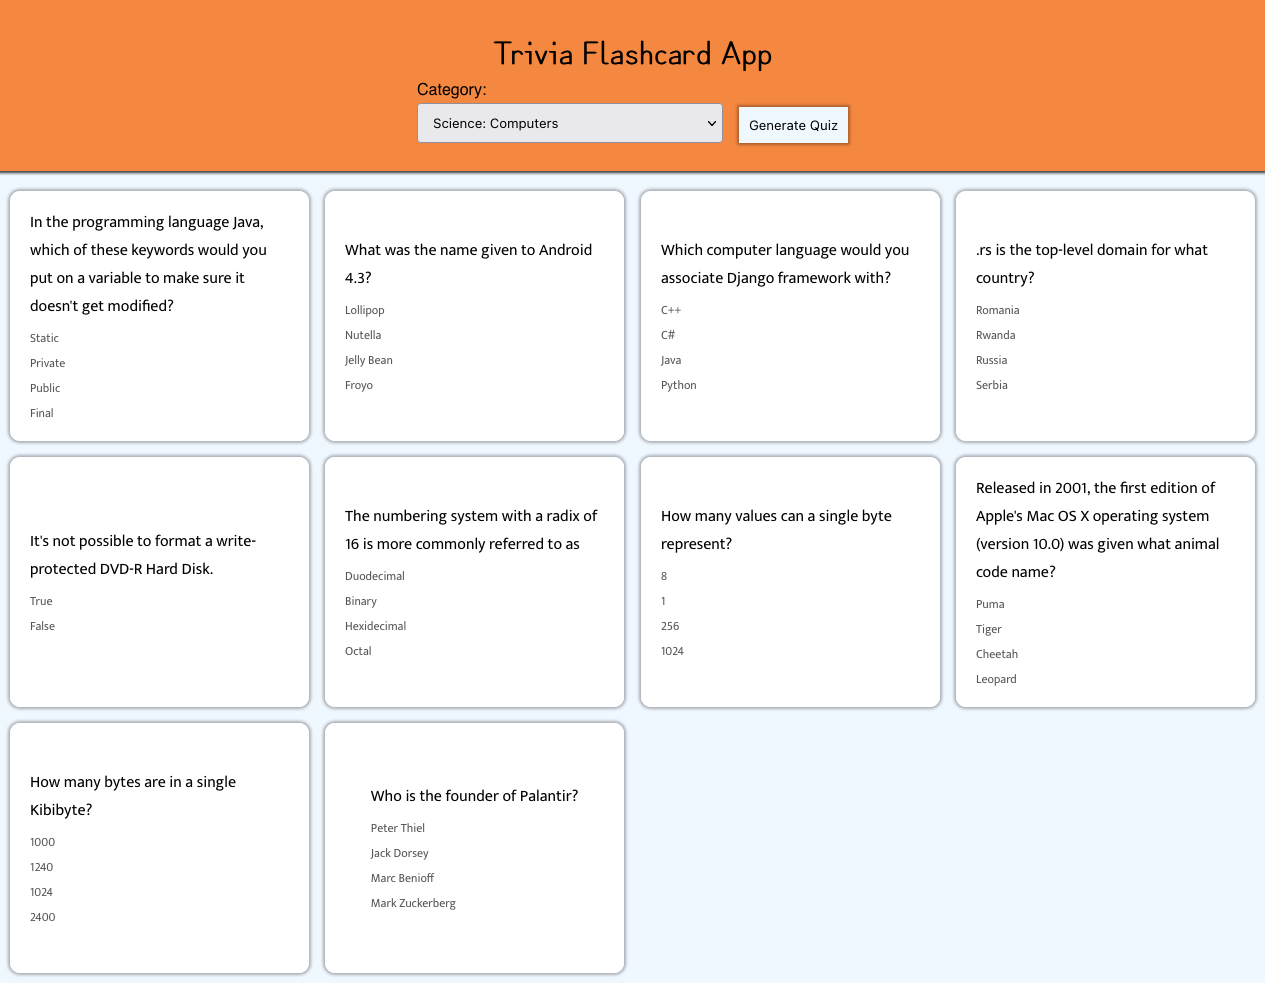 Trivia Flashcard App
Category:
Science: Computers
Generate Quiz
In the programming language Java,
which of these keywords would you
put on a variable to make sure it
doesn't get modified?
Static
Private
Public
Final
What was the name given to Android
4.3?
Lollipop
Nutella
Jelly Bean
Froyo
Which computer language would you
associate Django framework with?
C++
C#
Java
Python
.rs is the top-level domain for what
country?
Romania
Rwanda
Russia
Serbia
It's not possible to format a write-
protected DVD-R Hard Disk.
True
False
The numbering system with a radix of
16 is more commonly referred to as
Duodecimal
Binary
Hexidecimal
Octal
How many values can a single byte
represent?
8
1
256
1024
Released in 2001, the first edition of
Apple's Mac OS X operating system
(version 10.0) was given what animal
code name?
Puma
Tiger
Cheetah
Leopard
How many bytes are in a single
Kibibyte?
1000
1240
1024
2400
Who is the founder of Palantir?
Peter Thiel
Jack Dorsey
Marc Benioff
Mark Zuckerberg